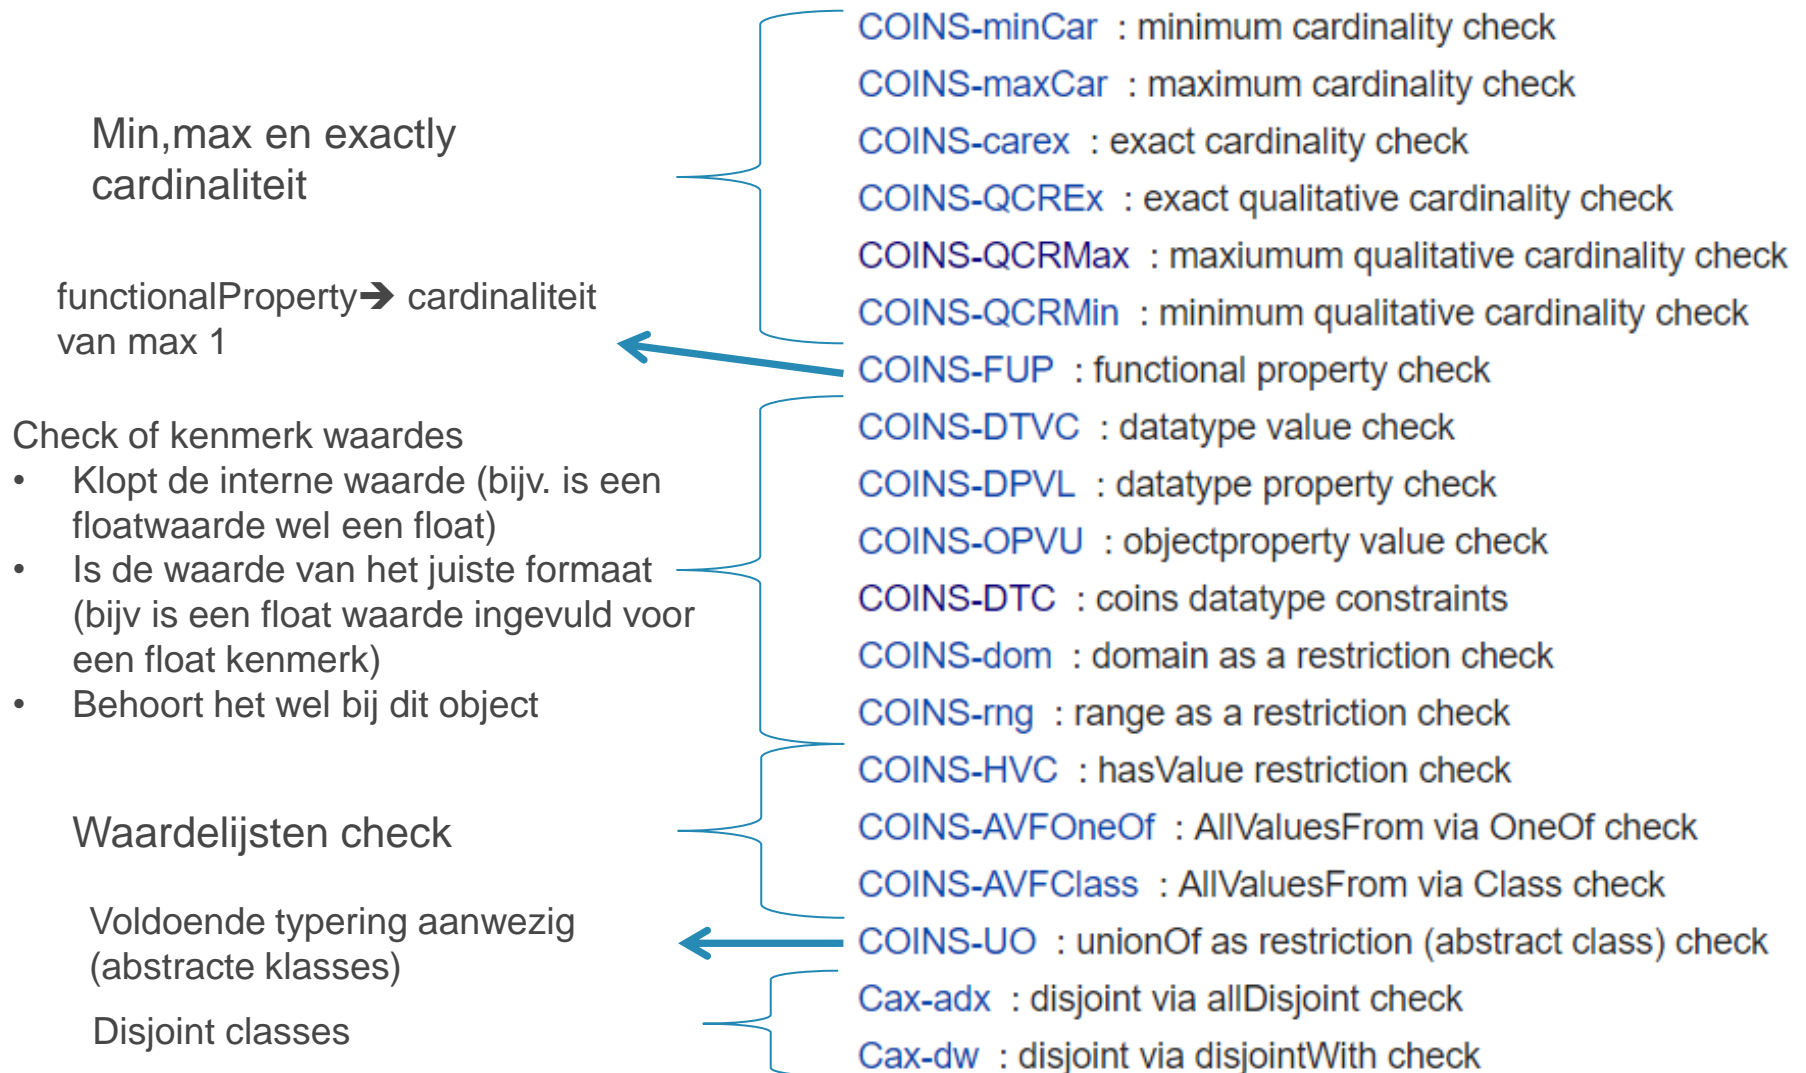 Min,max en exactly
cardinaliteit
functionalProperty➔ cardinaliteit
van max 1
Check of kenmerk waardes
• Klopt de interne waarde (bijv. is een
floatwaarde wel een float)
• Is de waarde van het juiste formaat
(bijv is een float waarde ingevuld voor
een float kenmerk)
• Behoort het wel bij dit object
Waardelijsten check
Voldoende typering aanwezig
(abstracte klasses)
Disjoint classes
COINS-minCar : minimum cardinality check
COINS-maxCar : maximum cardinality check
COINS-carex : exact cardinality check
COINS-QCREx : exact qualitative cardinality check
COINS-QCRMax : maxiumum qualitative cardinality check
COINS-QCRMin : minimum qualitative cardinality check
COINS-FUP : functional property check
COINS-DTVC : datatype value check
COINS-DPVL : datatype property check
COINS-OPVU : objectproperty value check
COINS-DTC : coins datatype constraints
COINS-dom : domain as a restriction check
COINS-rng : range as a restriction check
COINS-HVC : hasValue restriction check
COINS-AVFOneOf : AllValuesFrom via OneOf check
COINS-AVFClass : AllValuesFrom via Class check
COINS-UO : unionOf as restriction (abstract class) check
Cax-adx : disjoint via allDisjoint check
Cax-dw : disjoint via disjointWith check